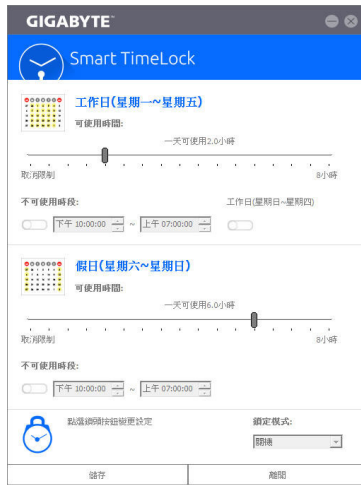 GIGABYTE™
Smart TimeLock
工作日(星期一~星期五)
可使用時間:
一天可使用2.0小時
取消限制 8小時
不可使用時段: 工作日(星期日~星期四)
下午 10:00:00 ~ 上午 07:00:00
假日(星期六~星期日)
可使用時間:
一天可使用6.0小時
取消限制 8小時
不可使用時段:
下午 10:00:00 ~ 上午 07:00:00
點選鎖頭按鈕變更設定 鎖定模式:
關機
儲存 離開